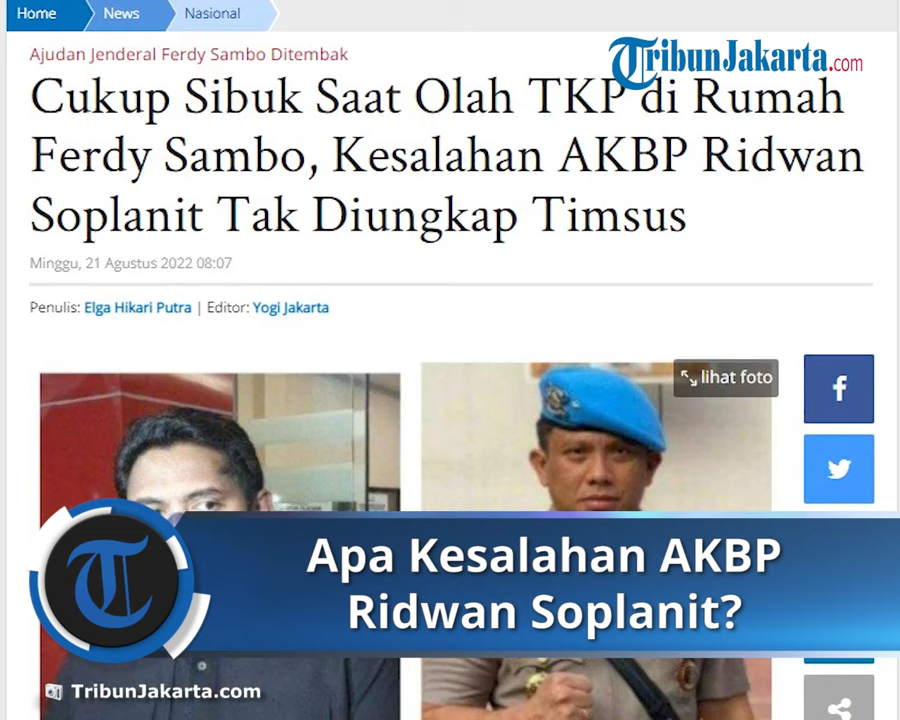 Home News Nasional
Ajudan Jenderal Ferdy Sambo Ditembak
TribunJakarta.com
Cukup Sibuk Saat Olah TKP di Rumah
Ferdy Sambo, Kesalahan AKBP Ridwan
Soplanit Tak Diungkap Timsus
Minggu, 21 Agustus 2022 08:07
Penulis: Elga Hikari Putra | Editor: Yogi Jakarta
lihat foto
f
T
Apa Kesalahan AKBP
Ridwan Soplanit?
TribunJakarta.com